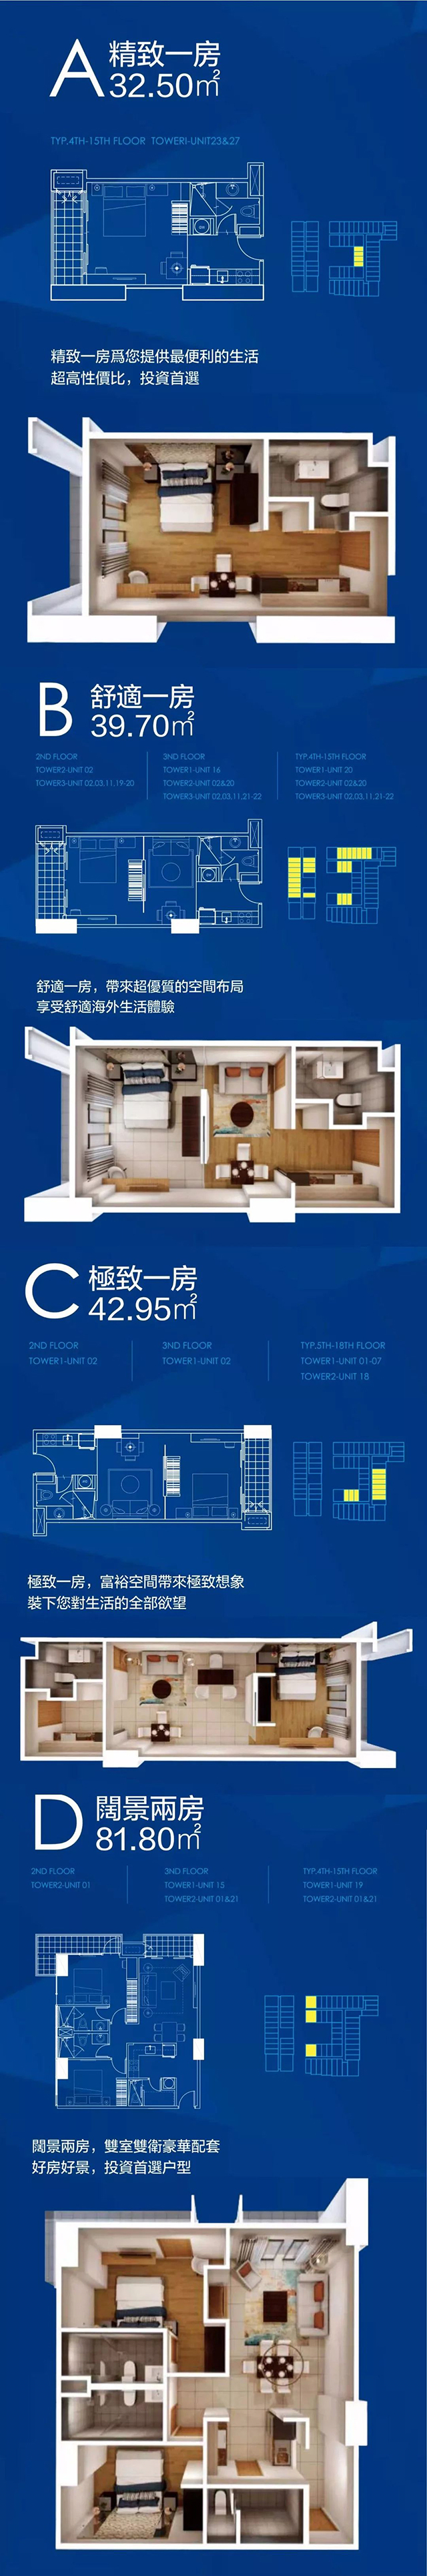 A 精致一房
32.50㎡
TYP.4TH-15TH FLOOR TOWER1-UNIT23&27
精致一房爲您提供最便利的生活
超高性價比，投資首選
B 舒適一房
39.70㎡
2ND FLOOR
TOWER2-UNIT 02
TOWER3-UNIT 02,03,11,19-20
3ND FLOOR
TOWER1-UNIT 16
TOWER2-UNIT 02&20
TOWER3-UNIT 02,03,11,21-22
TYP.4TH-15TH FLOOR
TOWER1-UNIT 20
TOWER2-UNIT 02&20
TOWER3-UNIT 02,03,11,21-22
舒適一房，帶來超優質的空間布局
享受舒適海外生活體驗
C 極致一房
42.95㎡
2ND FLOOR
TOWER1-UNIT 02
3ND FLOOR
TOWER1-UNIT 02
TYP.5TH-18TH FLOOR
TOWER1-UNIT 01-07
TOWER2-UNIT 18
極致一房，富裕空間帶來極致想象
裝下您對生活的全部欲望
D 闊景兩房
81.80㎡
2ND FLOOR
TOWER2-UNIT 01
3ND FLOOR
TOWER1-UNIT 15
TOWER2-UNIT 01&21
TYP.4TH-15TH FLOOR
TOWER1-UNIT 19
TOWER2-UNIT 01&21
闊景兩房，雙室雙衛豪華配套
好房好景，投資首選户型